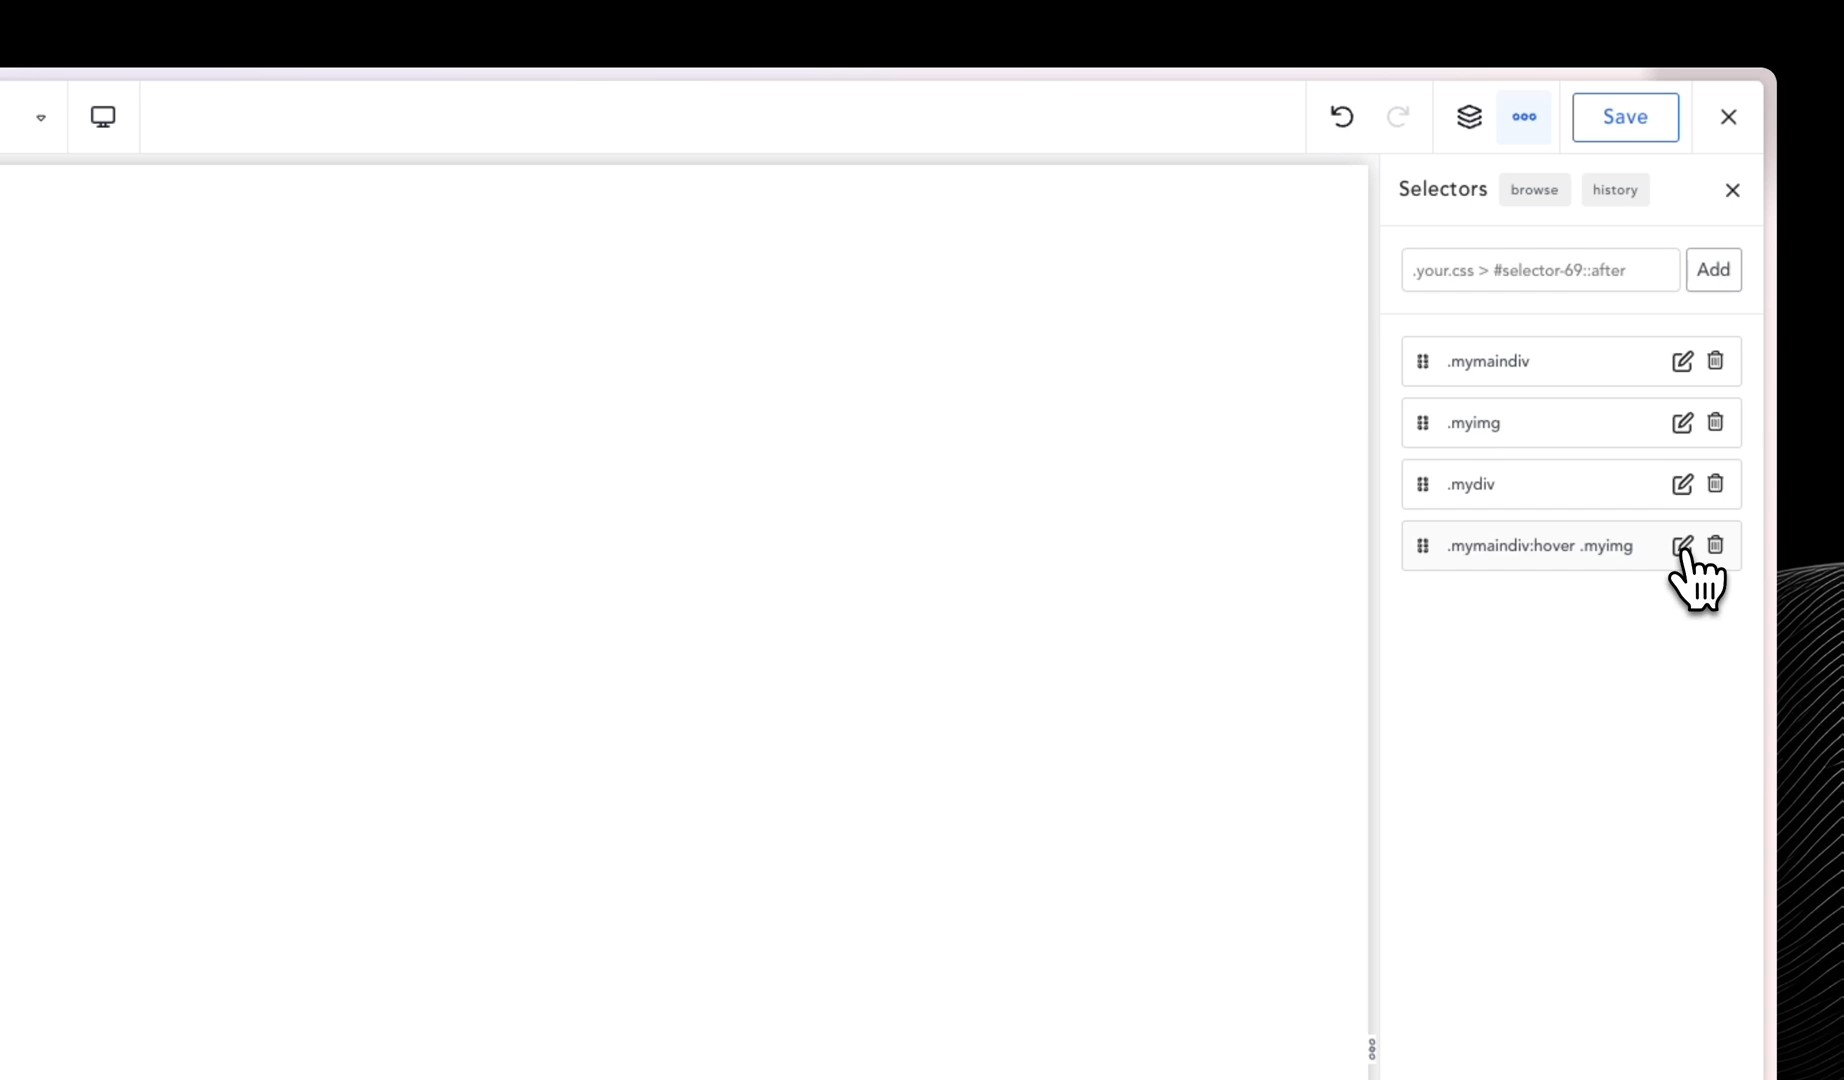 Save
Selectors browse history
.your.css > #selector-69::after Add
.mymaindiv
.myimg
.mydiv
.mymaindiv:hover .myimg